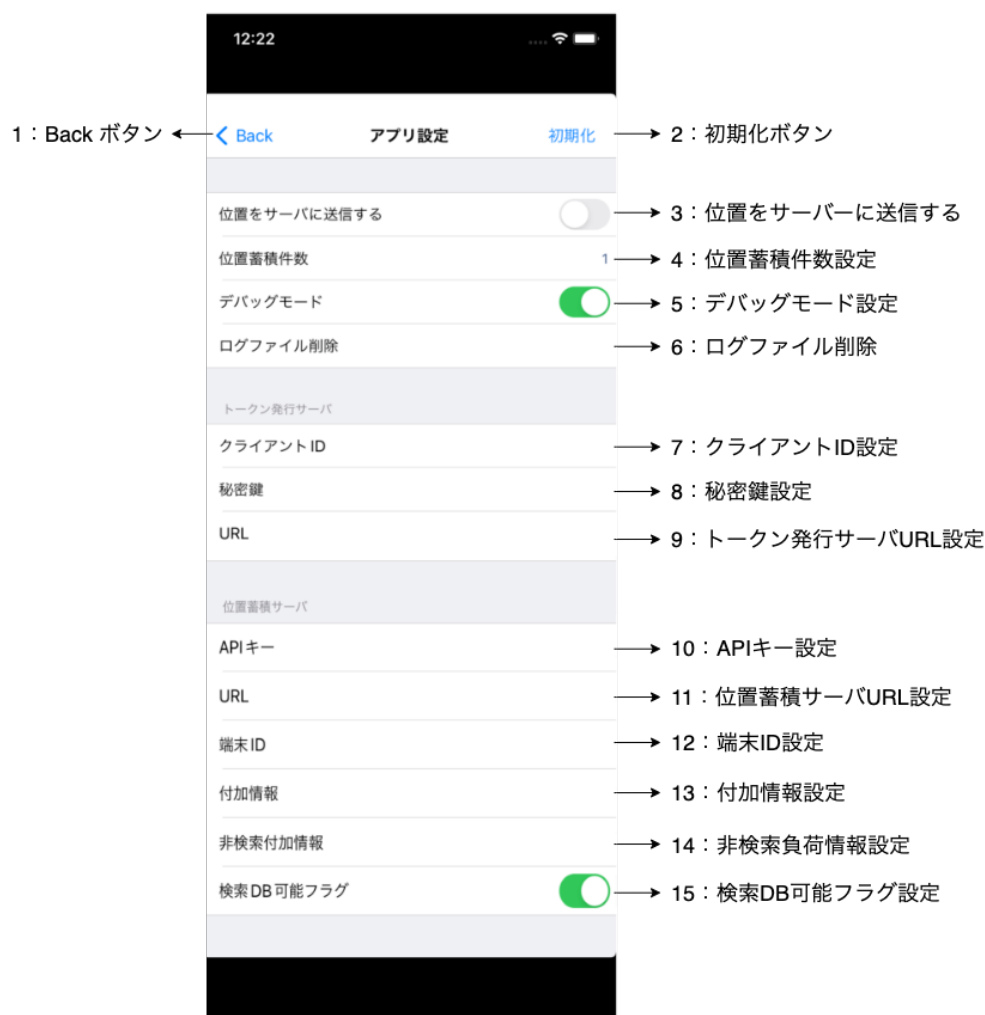 12:22
1：Back ボタン
Back
アプリ設定
初期化
2：初期化ボタン
位置をサーバに送信する
3：位置をサーバーに送信する
位置蓄積件数
1
4：位置蓄積件数設定
デバッグモード
5：デバッグモード設定
ログファイル削除
6：ログファイル削除
トークン発行サーバ
クライアントID
7：クライアントID設定
秘密鍵
8：秘密鍵設定
URL
9：トークン発行サーバURL設定
位置蓄積サーバ
APIキー
10：APIキー設定
URL
11：位置蓄積サーバURL設定
端末ID
12：端末ID設定
付加情報
13：付加情報設定
非検索付加情報
14：非検索負荷情報設定
検索DB可能フラグ
15：検索DB可能フラグ設定